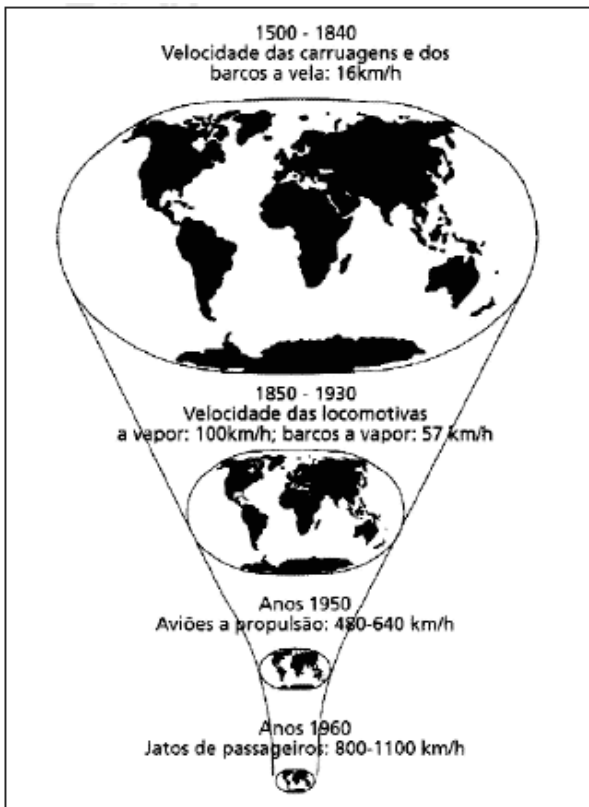 1500 - 1840
Velocidade das carruagens e dos
barcos a vela: 16km/h
1850 - 1930
Velocidade das locomotivas
a vapor: 100km/h; barcos a vapor: 57 km/h
Anos 1950
Aviões a propulsão: 480-640 km/h
Anos 1960
Jatos de passageiros: 800-1100 km/h